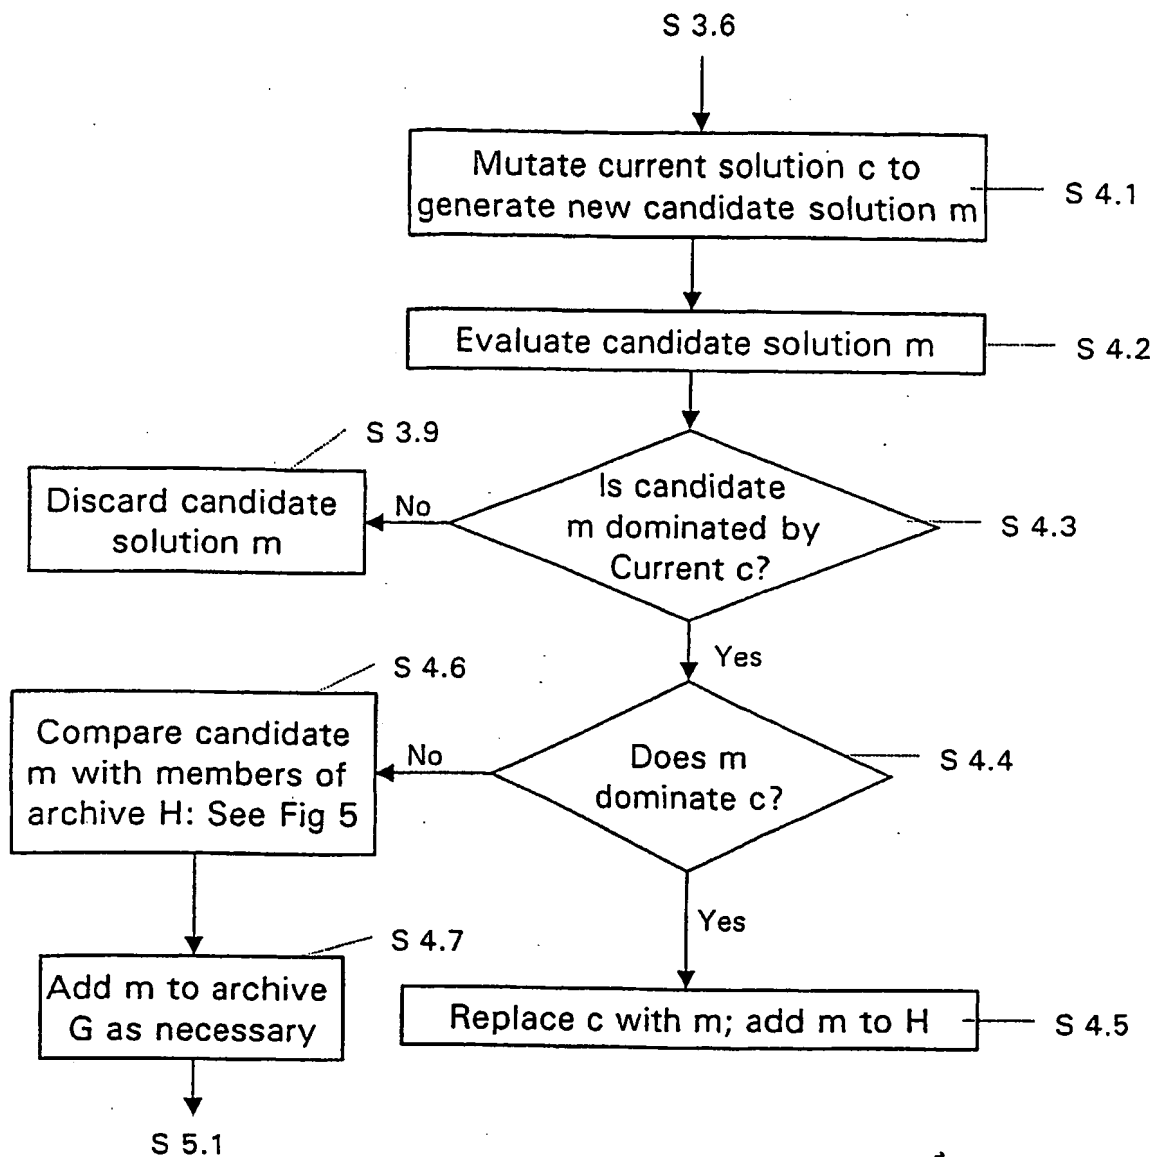 S 3.6
Mutate current solution c to
generate new candidate solution m
S 4.1
Evaluate candidate solution m
S 4.2
S 3.9
Discard candidate
solution m
No
Is candidate
m dominated by
Current c?
S 4.3
Yes
S 4.6
Compare candidate
m with members of
archive H: See Fig 5
No
Does m
dominate c?
S 4.4
Yes
S 4.7
Add m to archive
G as necessary
Replace c with m; add m to H
S 4.5
S 5.1